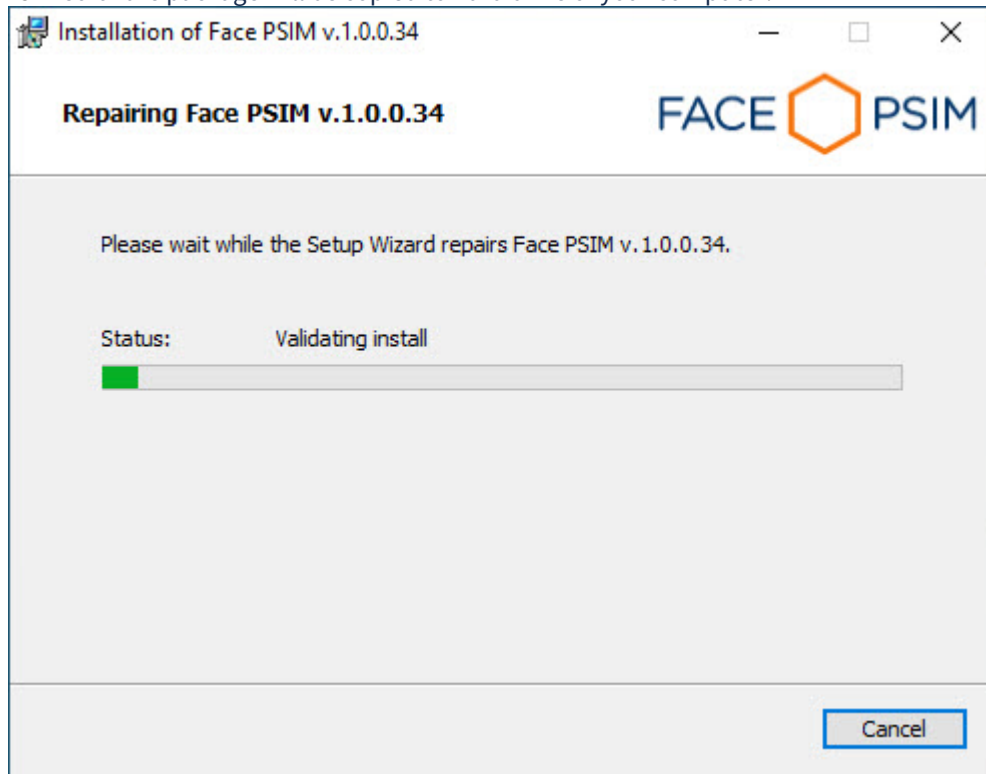 Installation of Face PSIM v.1.0.0.34
Repairing Face PSIM v.1.0.0.34
FACE PSIM
Please wait while the Setup Wizard repairs Face PSIM v.1.0.0.34.
Status: Validating install
Cancel